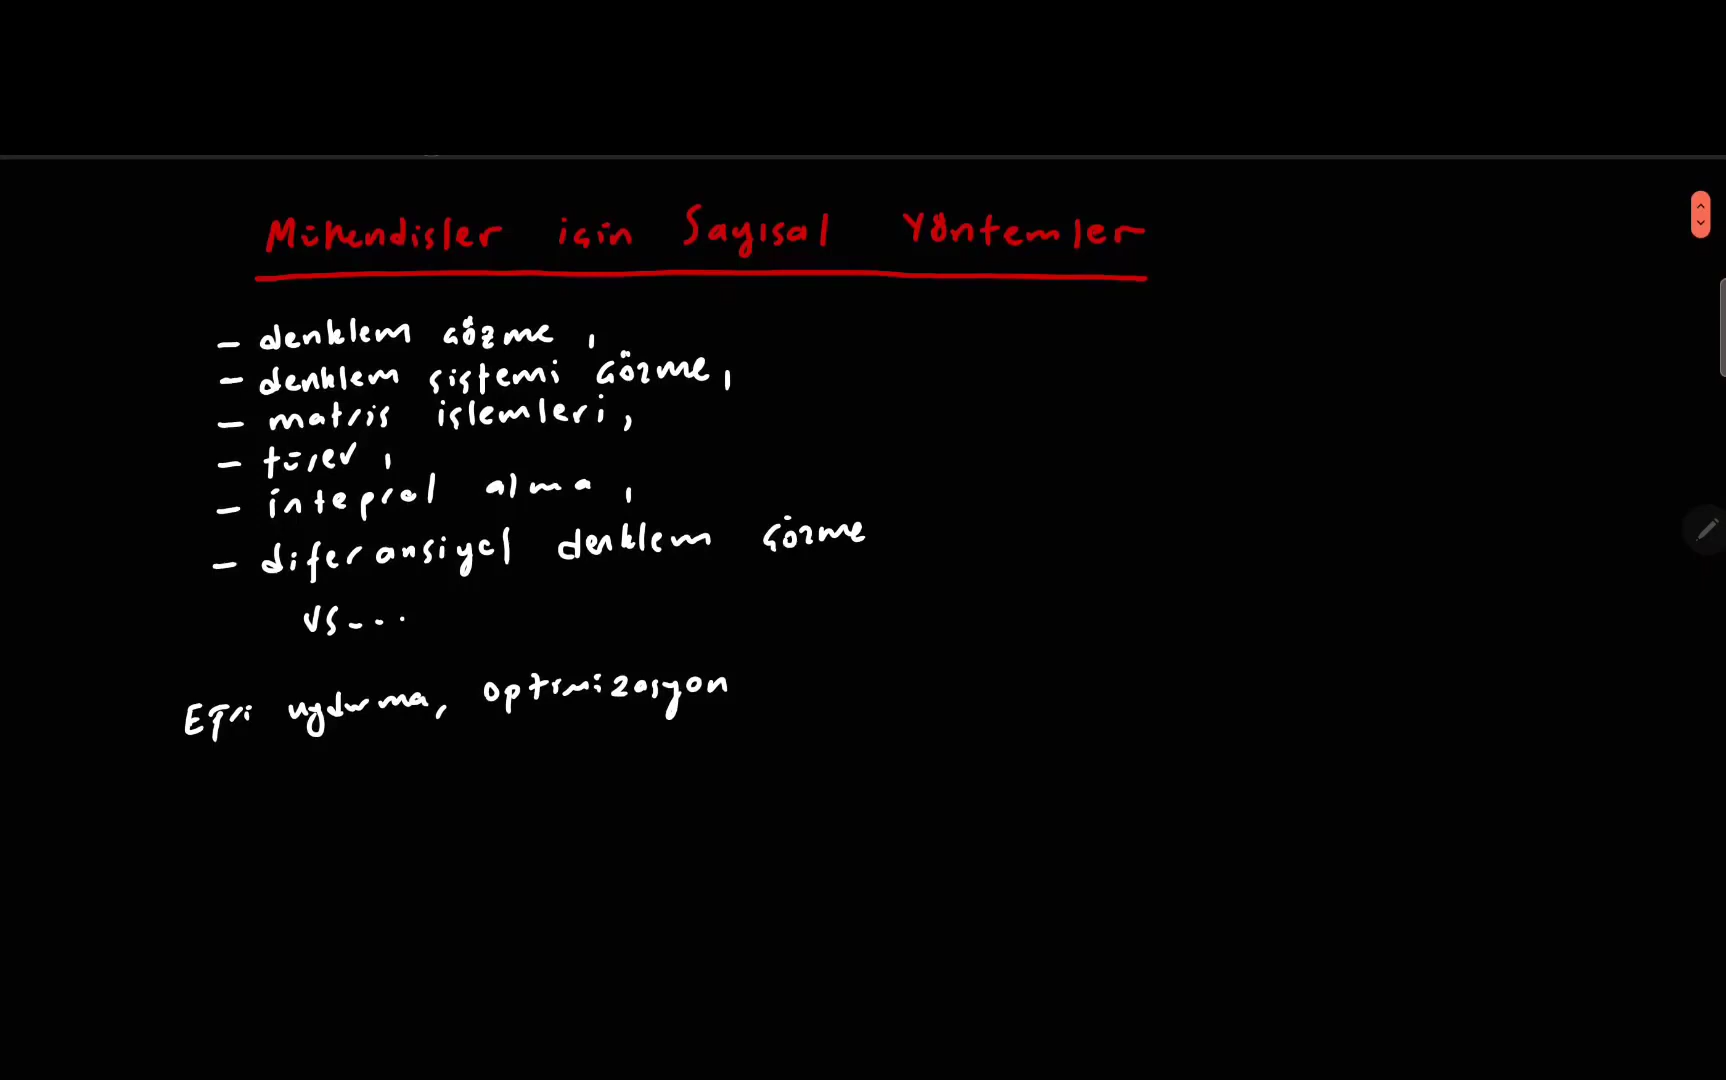 Mühendisler için Sayısal Yöntemler
- denklem çözme,
- denklem sistemi çözme,
- matris işlemleri,
- türev,
- integral alma,
- diferansiyel denklem çözme
vs...
Eğri uydurma, optimizasyon